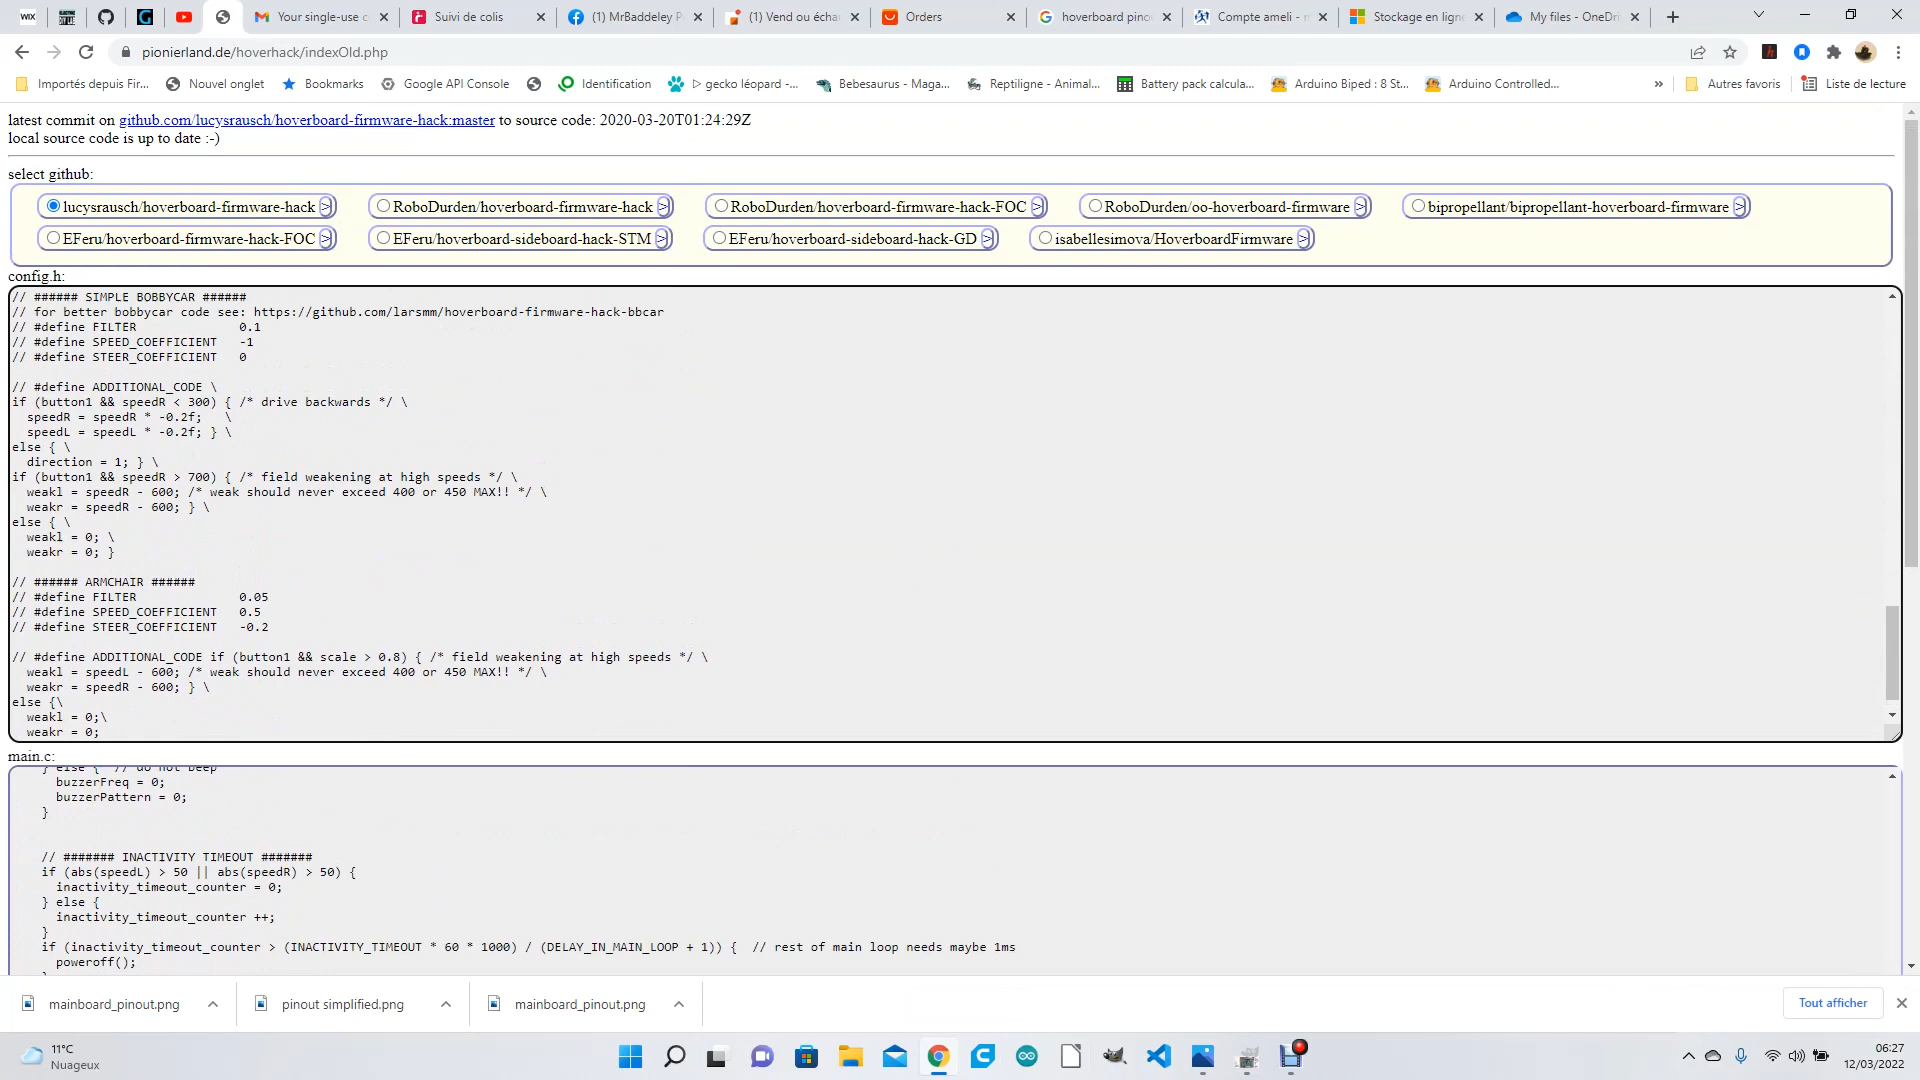 WIX
Your single-use c
Suivi de colis
(1) MrBaddeley P
(1) Vend ou écha
Orders
hoverboard pino
Compte ameli - m
Stockage en ligne
My files - OneDri
pionierland.de/hoverhack/indexOld.php
Importés depuis Fir...
Nouvel onglet
Bookmarks
Google API Console
Identification
▷ gecko léopard -...
Bebesaurus - Maga...
Reptiligne - Animal...
Battery pack calcula...
Arduino Biped : 8 St...
Arduino Controlled...
»
Autres favoris
Liste de lecture
latest commit on github.com/lucysrausch/hoverboard-firmware-hack:master to source code: 2020-03-20T01:24:29Z
local source code is up to date :-)
select github:
lucysrausch/hoverboard-firmware-hack >
RoboDurden/hoverboard-firmware-hack >
RoboDurden/hoverboard-firmware-hack-FOC >
RoboDurden/oo-hoverboard-firmware >
bipropellant/bipropellant-hoverboard-firmware >
EFeru/hoverboard-firmware-hack-FOC >
EFeru/hoverboard-sideboard-hack-STM >
EFeru/hoverboard-sideboard-hack-GD >
isabellesimova/HoverboardFirmware >
config.h:
// ###### SIMPLE BOBBYCAR ######
// for better bobbycar code see: https://github.com/larsmm/hoverboard-firmware-hack-bbcar
// #define FILTER              0.1
// #define SPEED_COEFFICIENT   -1
// #define STEER_COEFFICIENT   0
// #define ADDITIONAL_CODE \
if (button1 && speedR < 300) { /* drive backwards */ \
  speedR = speedR * -0.2f;   \
  speedL = speedL * -0.2f; } \
else { \
  direction = 1; } \
if (button1 && speedR > 700) { /* field weakening at high speeds */ \
  weakl = speedR - 600; /* weak should never exceed 400 or 450 MAX!! */ \
  weakr = speedR - 600; } \
else { \
  weakl = 0; \
  weakr = 0; }
// ###### ARMCHAIR ######
// #define FILTER              0.05
// #define SPEED_COEFFICIENT   0.5
// #define STEER_COEFFICIENT   -0.2
// #define ADDITIONAL_CODE if (button1 && scale > 0.8) { /* field weakening at high speeds */ \
  weakl = speedL - 600; /* weak should never exceed 400 or 450 MAX!! */ \
  weakr = speedR - 600; } \
else {\
  weakl = 0;\
  weakr = 0;
main.c:
    } else {  // do not beep
      buzzerFreq = 0;
      buzzerPattern = 0;
    }
    // ####### INACTIVITY TIMEOUT #######
    if (abs(speedL) > 50 || abs(speedR) > 50) {
      inactivity_timeout_counter = 0;
    } else {
      inactivity_timeout_counter ++;
    }
    if (inactivity_timeout_counter > (INACTIVITY_TIMEOUT * 60 * 1000) / (DELAY_IN_MAIN_LOOP + 1)) {  // rest of main loop needs maybe 1ms
      poweroff();
mainboard_pinout.png
pinout simplified.png
mainboard_pinout.png
Tout afficher
11°C
Nuageux
06:27
12/03/2022